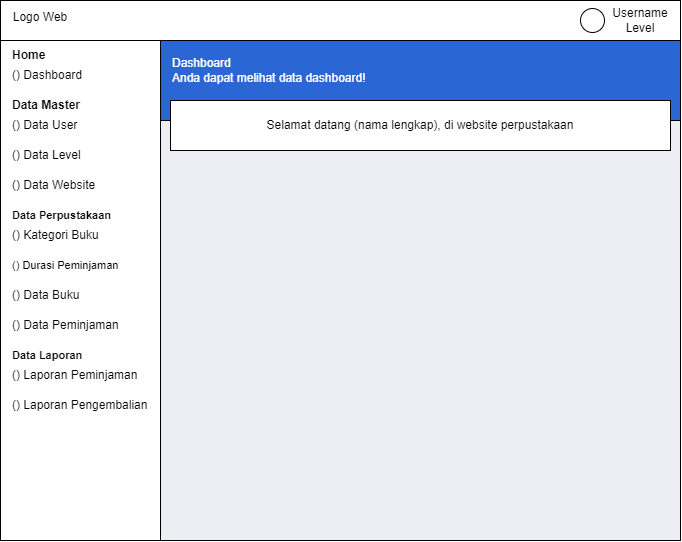 Logo Web
Username
Level
Home
() Dashboard
Data Master
() Data User
() Data Level
() Data Website
Data Perpustakaan
() Kategori Buku
() Durasi Peminjaman
() Data Buku
() Data Peminjaman
Data Laporan
() Laporan Peminjaman
() Laporan Pengembalian
Dashboard
Anda dapat melihat data dashboard!
Selamat datang (nama lengkap), di website perpustakaan